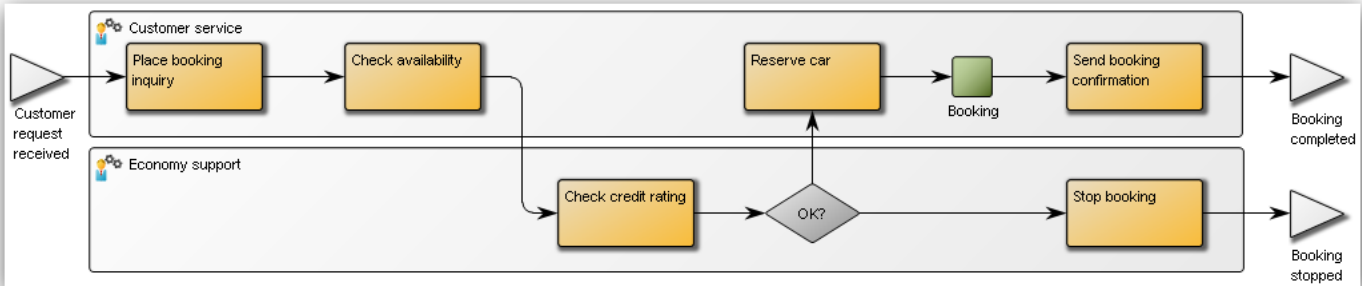 Customer service
Place booking
inquiry
Check availability
Reserve car
Booking
Send booking
confirmation
Customer
request
received
Booking
completed
Economy support
Check credit rating
OK?
Stop booking
Booking
stopped